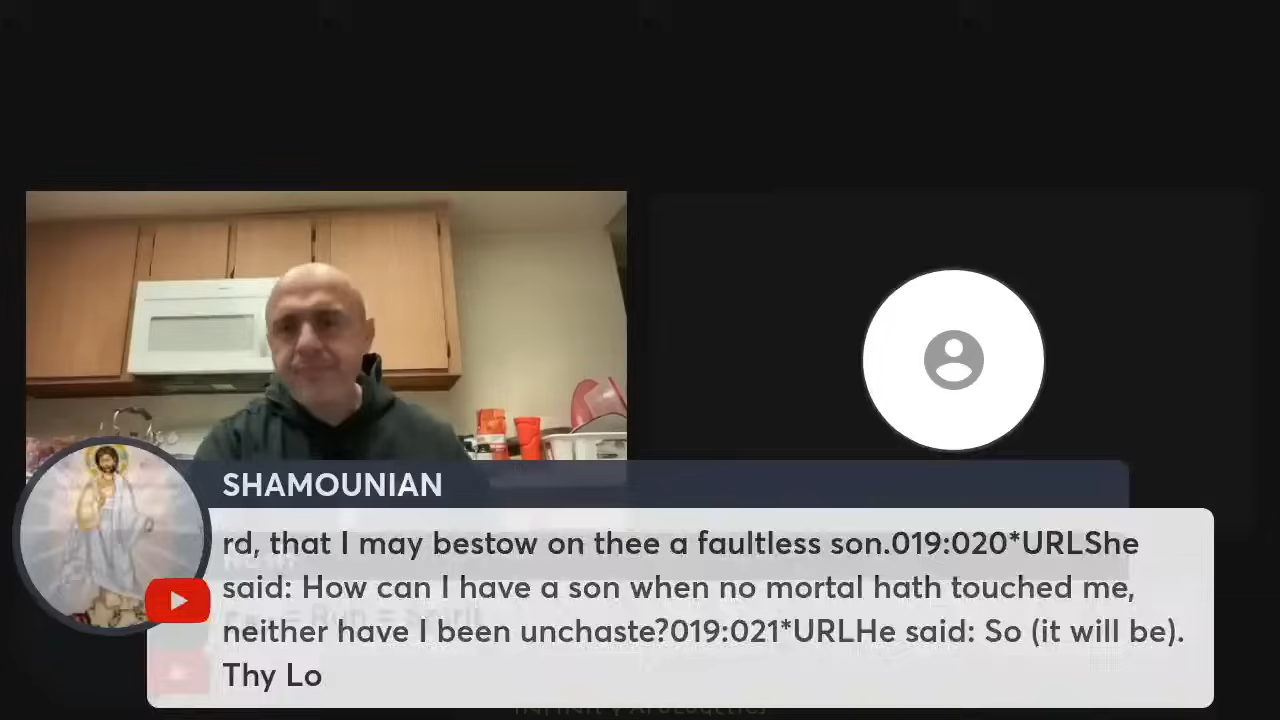 SHAMOUNIAN
rd, that I may bestow on thee a faultless son.019:020*URLShe
said: How can I have a son when no mortal hath touched me,
neither have I been unchaste?019:021*URLHe said: So (it will be).
Thy Lo